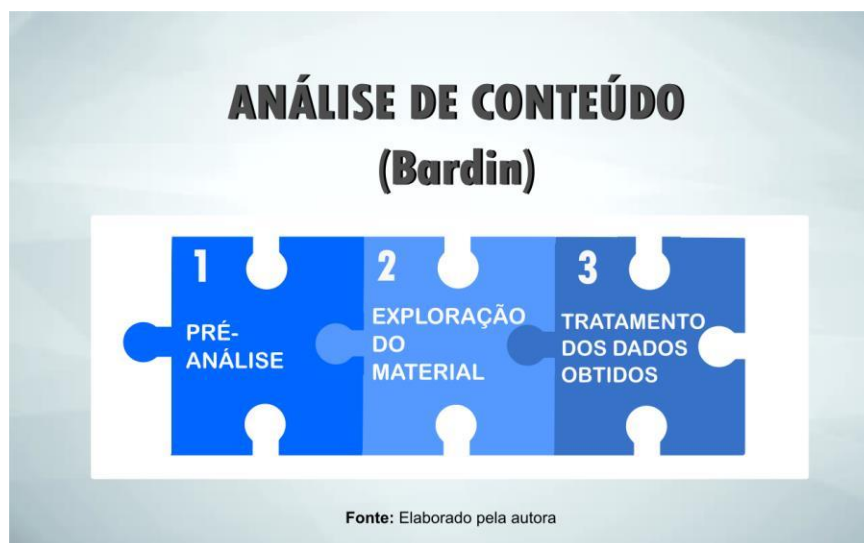 ANÁLISE DE CONTEÚDO
(Bardin)
1
PRÉ-
ANÁLISE
2
EXPLORAÇÃO
DO
MATERIAL
3
TRATAMENTO
DOS DADOS
OBTIDOS
Fonte: Elaborado pela autora